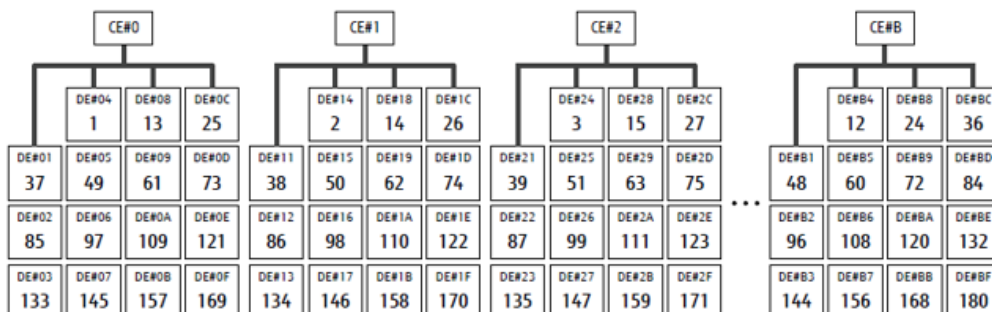 CE#0 CE#1 CE#2 CE#B
DE#04 DE#08 DE#0C DE#14 DE#18 DE#1C DE#24 DE#28 DE#2C DE#B4 DE#B8 DE#BC
1 13 25 2 14 26 3 15 27 12 24 36
DE#01 DE#05 DE#09 DE#0D DE#11 DE#15 DE#19 DE#1D DE#21 DE#25 DE#29 DE#2D DE#B1 DE#B5 DE#B9 DE#BD
37 49 61 73 38 50 62 74 39 51 63 75 48 60 72 84
...
DE#02 DE#06 DE#0A DE#0E DE#12 DE#16 DE#1A DE#1E DE#22 DE#26 DE#2A DE#2E DE#B2 DE#B6 DE#BA DE#BE
85 97 109 121 86 98 110 122 87 99 111 123 96 108 120 132
DE#03 DE#07 DE#0B DE#0F DE#13 DE#17 DE#1B DE#1F DE#23 DE#27 DE#2B DE#2F DE#B3 DE#B7 DE#BB DE#BF
133 145 157 169 134 146 158 170 135 147 159 171 144 156 168 180